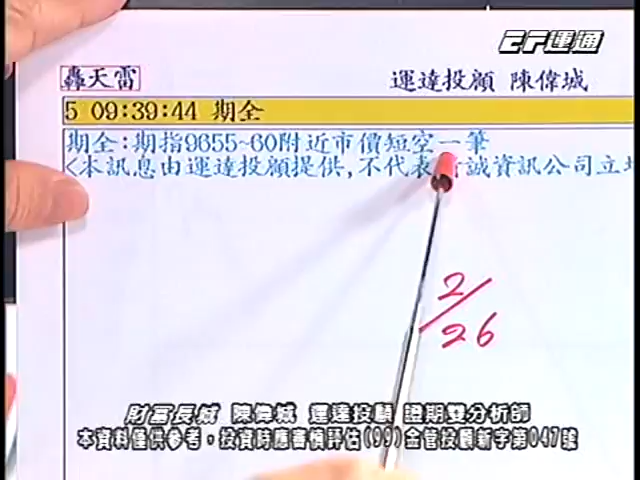 EF運通
轟天雷
運達投顧 陳偉城
5 09:39:44 期全
期全:期指9655~60附近市價短空一筆
<本訊息由運達投顧提供,不代表 誠資訊公司立
2/26
財富長城 陳偉城 運達投顧 證期雙分析師
本資料僅供參考，投資時應審慎評估(99)金管投顧新字第047號